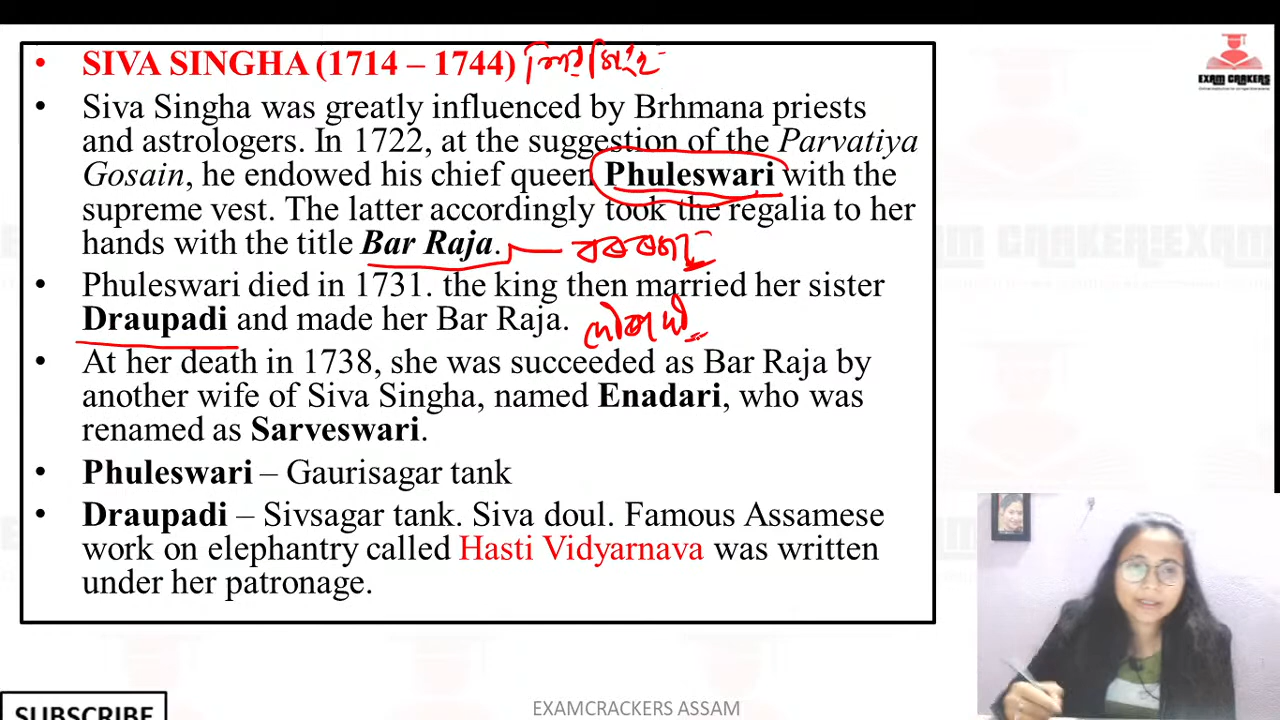 • SIVA SINGHA (1714 – 1744) শিৱ সিংহ
• Siva Singha was greatly influenced by Brhmana priests
and astrologers. In 1722, at the suggestion of the Parvatiya
Gosain, he endowed his chief queen Phuleswari with the
supreme vest. The latter accordingly took the regalia to her
hands with the title Bar Raja. বৰ ৰজা
• Phuleswari died in 1731. the king then married her sister
Draupadi and made her Bar Raja. দ্ৰৌপদী
• At her death in 1738, she was succeeded as Bar Raja by
another wife of Siva Singha, named Enadari, who was
renamed as Sarveswari.
• Phuleswari – Gaurisagar tank
• Draupadi – Sivsagar tank. Siva doul. Famous Assamese
work on elephantry called Hasti Vidyarnava was written
under her patronage.
EXAM CRAKERS
SUBSCRIBE
EXAMCRACKERS ASSAM